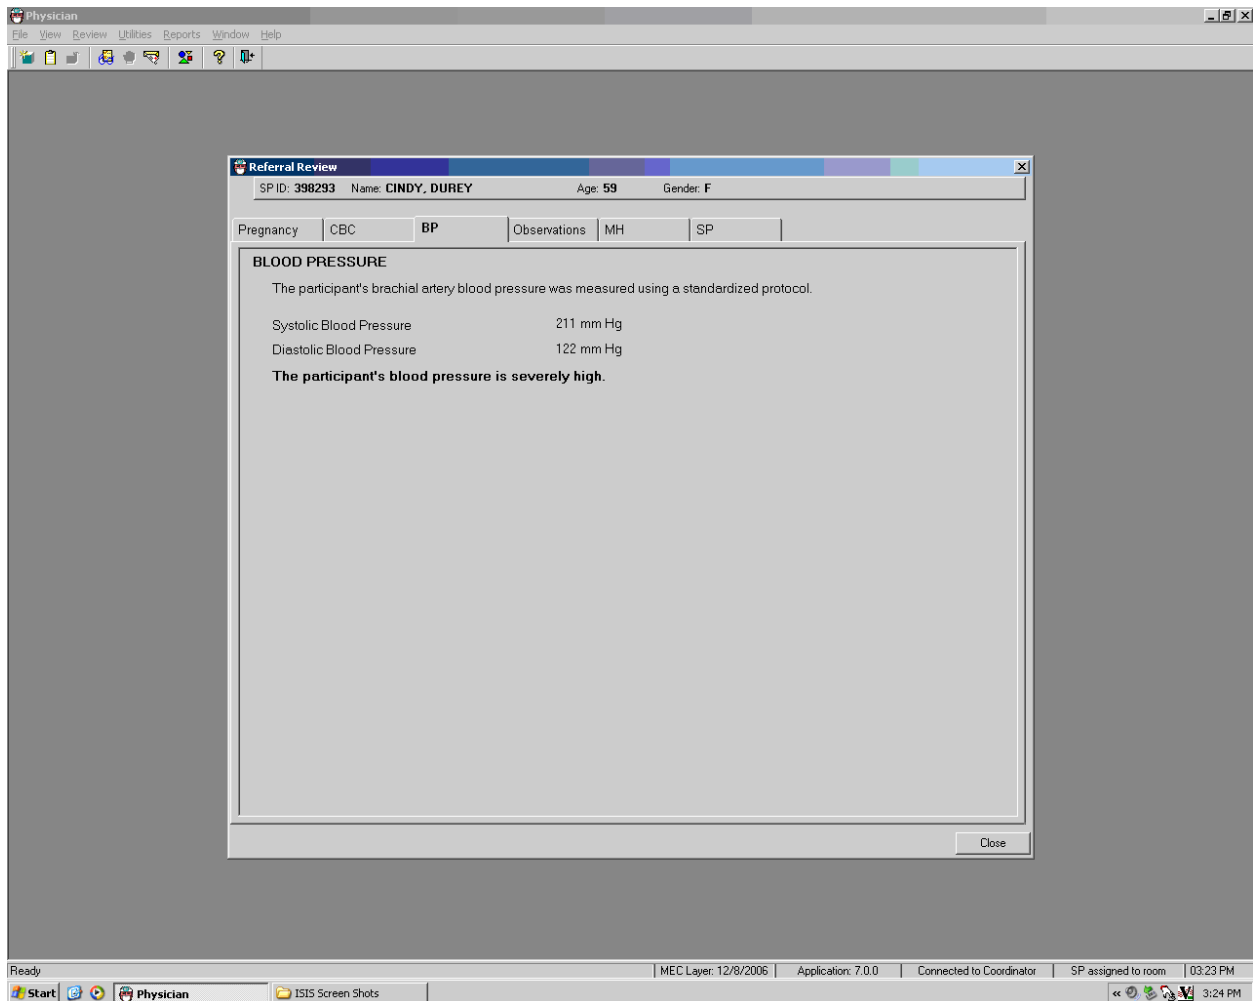 Physician
File View Review Utilities Reports Window Help
Referral Review
SP ID: 398293 Name: CINDY, DUREY Age: 59 Gender: F
Pregnancy CBC BP Observations MH SP
BLOOD PRESSURE
The participant's brachial artery blood pressure was measured using a standardized protocol.
Systolic Blood Pressure 211 mm Hg
Diastolic Blood Pressure 122 mm Hg
The participant's blood pressure is severely high.
Close
Ready MEC Layer: 12/8/2006 Application: 7.0.0 Connected to Coordinator SP assigned to room 03:23 PM
Start Physician ISIS Screen Shots « 3:24 PM